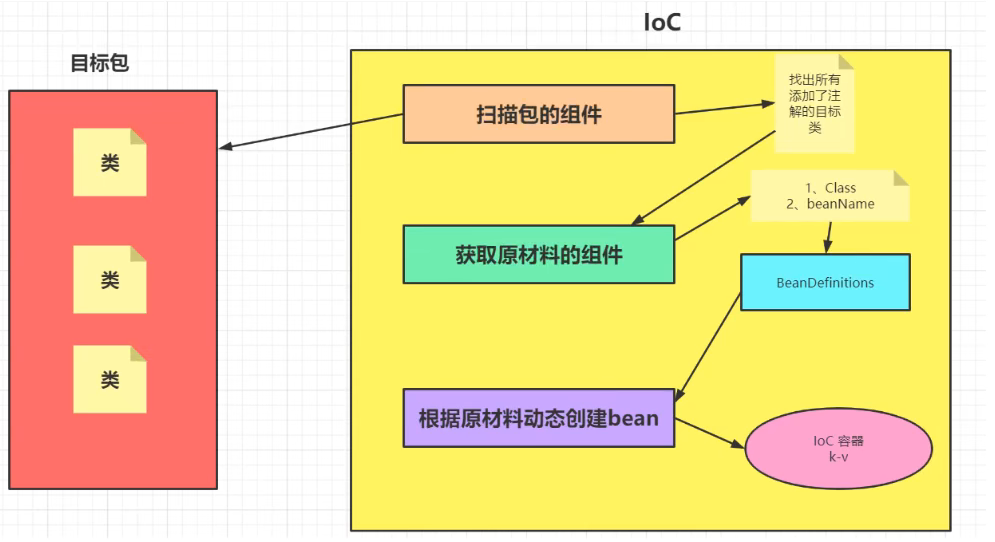 IoC
目标包
扫描包的组件
找出所有
添加了注
解的目标
类
类
1、Class
2、beanName
获取原材料的组件
类
BeanDefinitions
类
根据原材料动态创建bean
IoC 容器
k-v